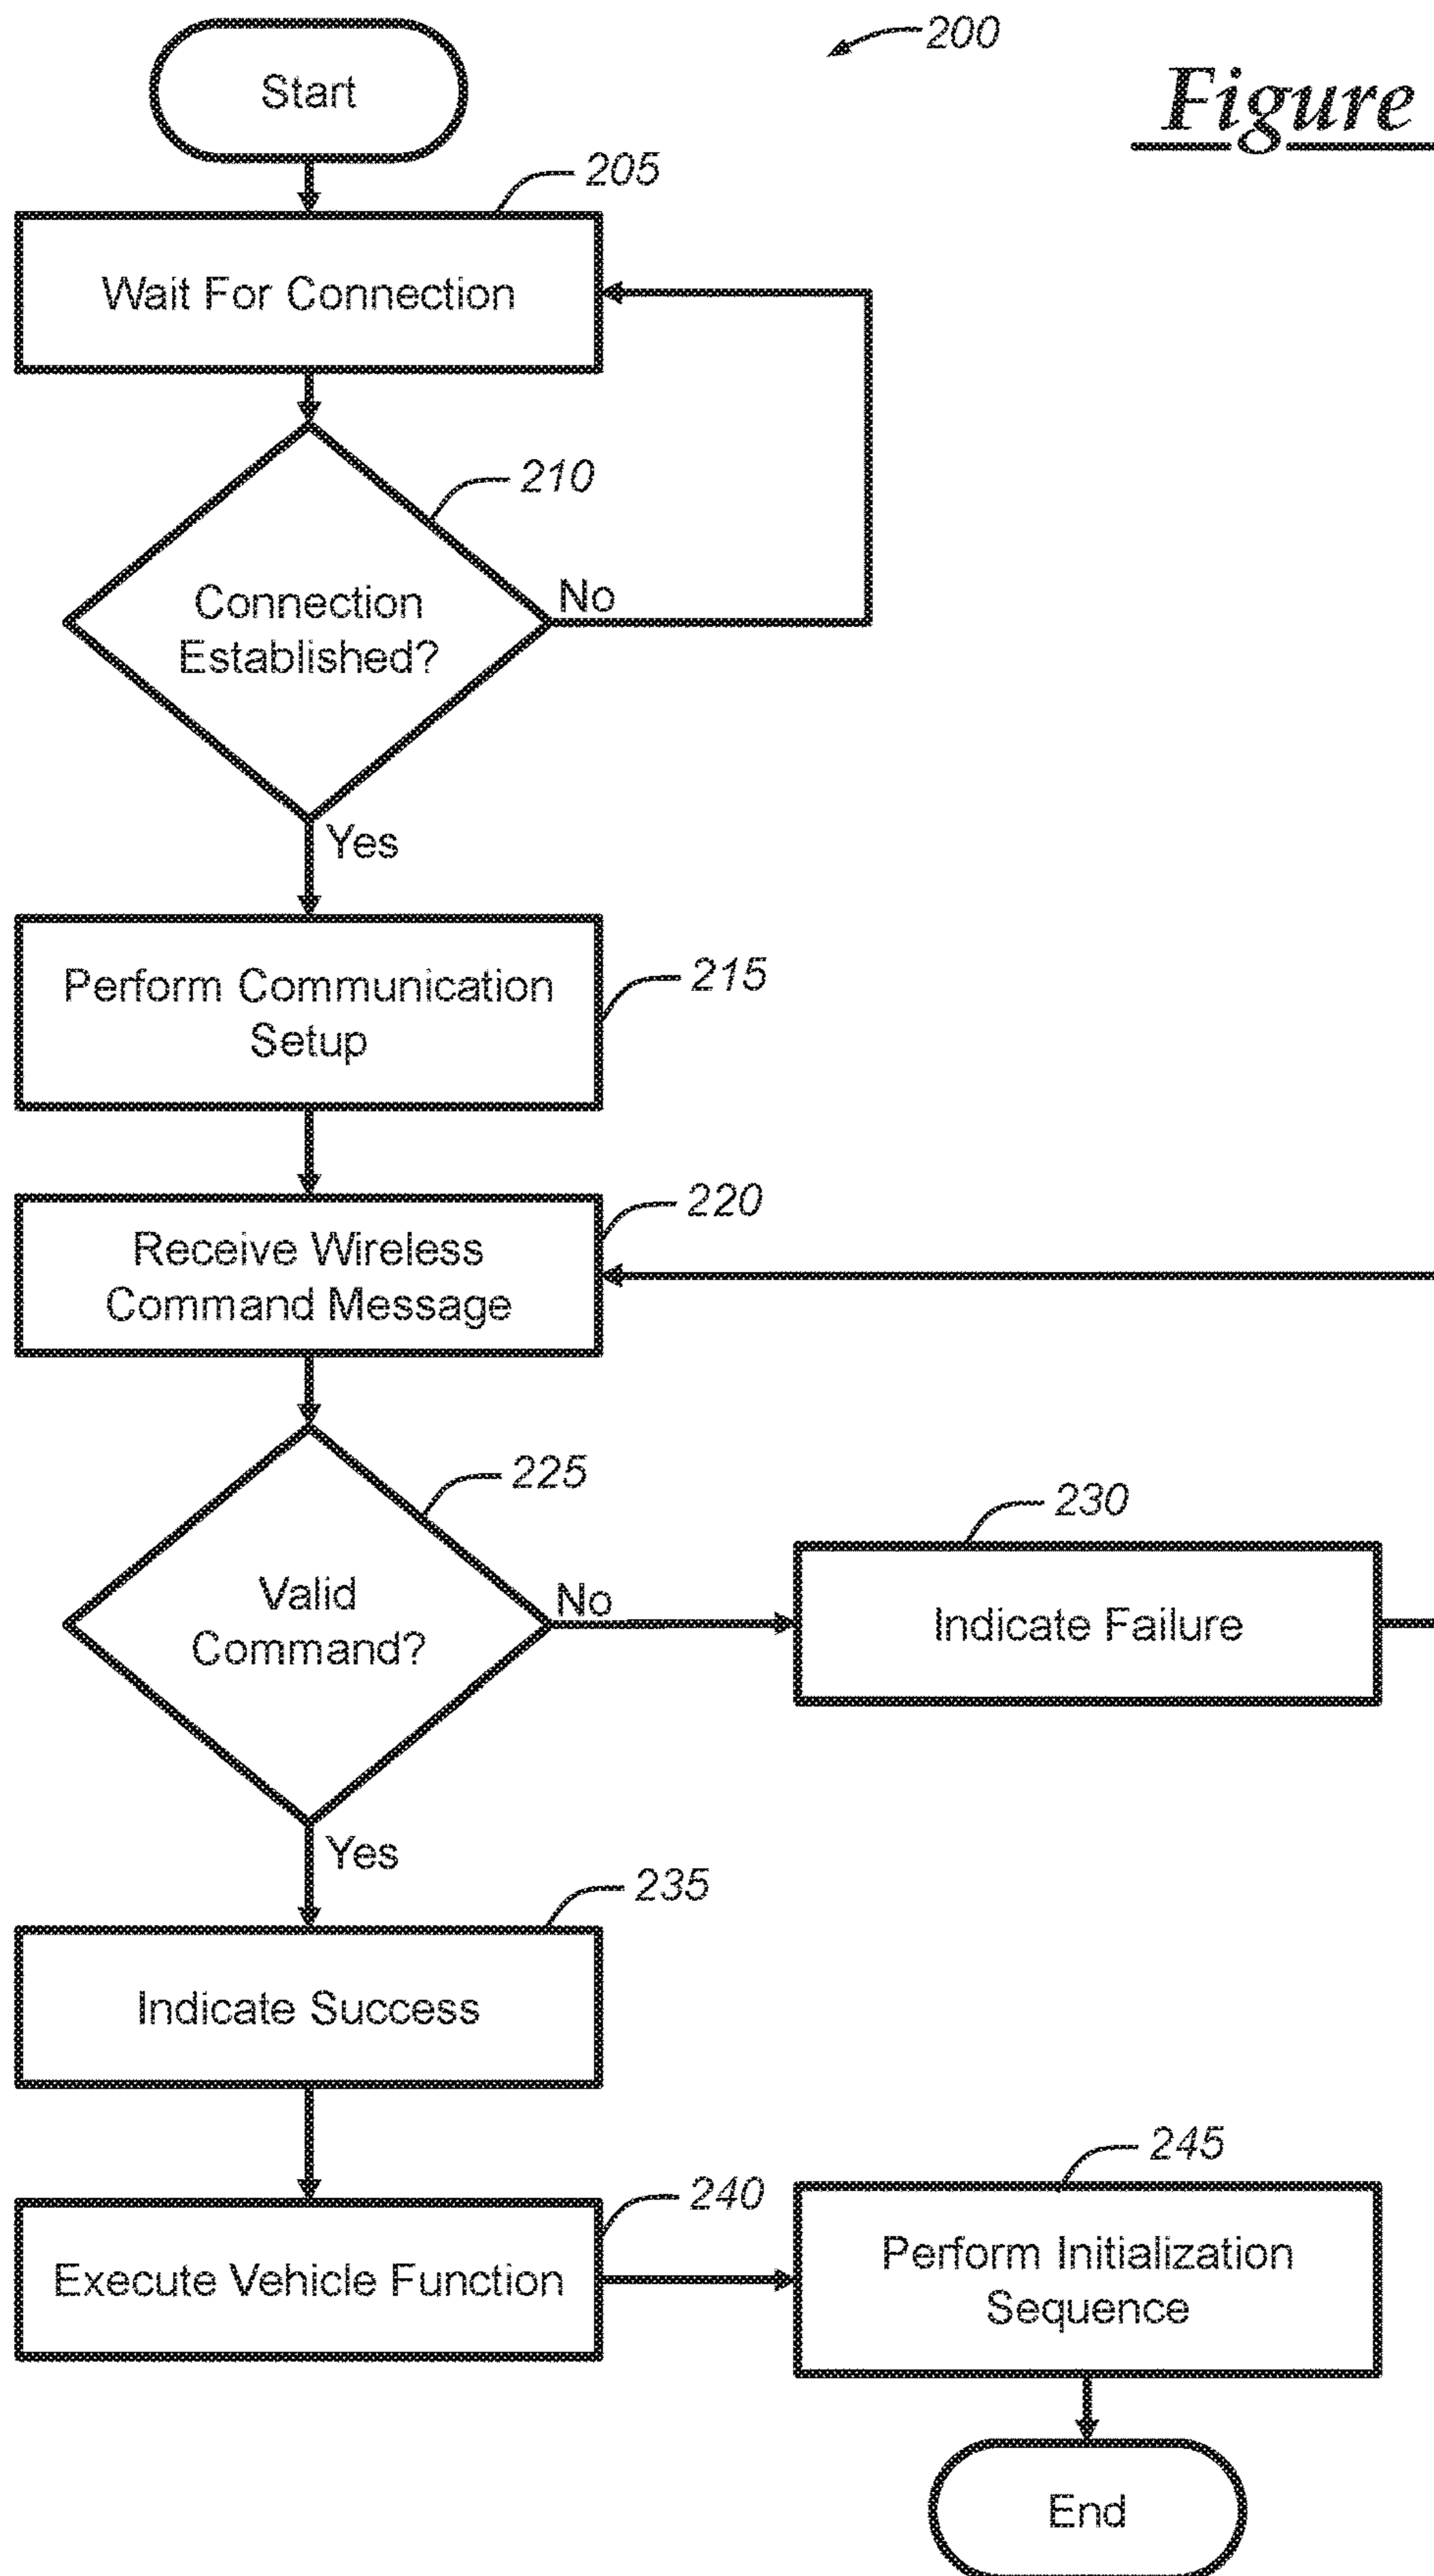 200
Figure
Start
205
Wait For Connection
210
Connection
Established?
No
Yes
215
Perform Communication
Setup
220
Receive Wireless
Command Message
225
Valid
Command?
No
230
Indicate Failure
Yes
235
Indicate Success
240
Execute Vehicle Function
245
Perform Initialization
Sequence
End